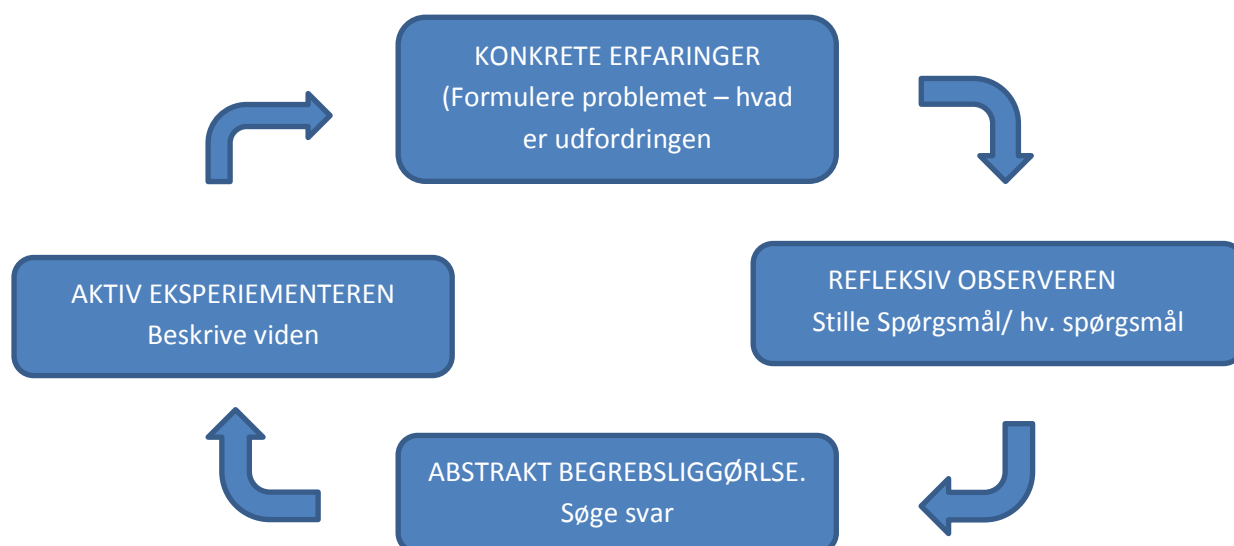 KONKRETE ERFARINGER
(Formulere problemet – hvad
er udfordringen
REFLEKSIV OBSERVEREN
Stille Spørgsmål/ hv. spørgsmål
ABSTRAKT BEGREBSLIGGØRLSE.
Søge svar
AKTIV EKSPERIEMENTEREN
Beskrive viden